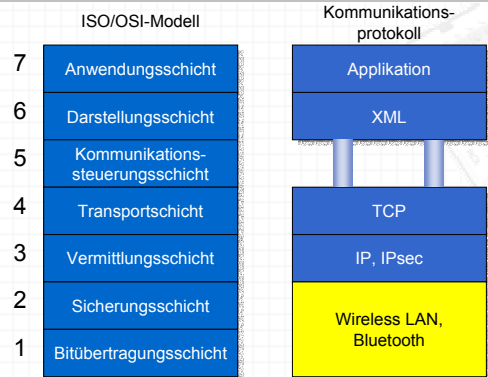 ISO/OSI-Modell
Kommunikations-
protokoll
7
Anwendungsschicht
Applikation
6
Darstellungsschicht
XML
5
Kommunikations-
steuerungsschicht
4
Transportschicht
TCP
3
Vermittlungsschicht
IP, IPsec
2
Sicherungsschicht
Wireless LAN,
Bluetooth
1
Bitübertragungsschicht